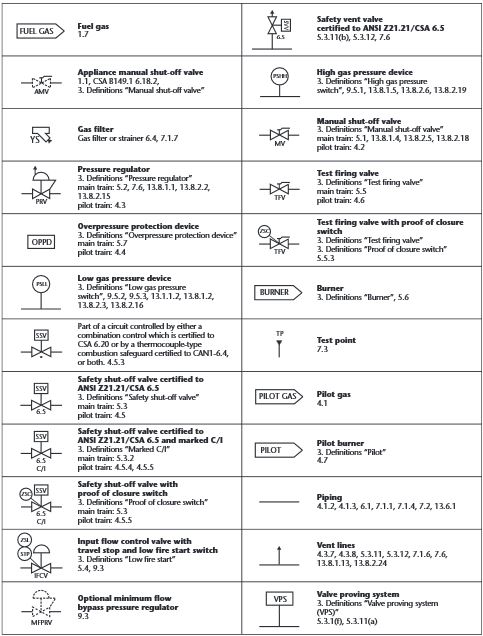 FUEL GAS
Fuel gas
1.7
AMV
Appliance manual shut-off valve
1.1, CSA B149.1 6.18.2,
3. Definitions "Manual shut-off valve"
YS
Gas filter
Gas filter or strainer 6.4, 7.1.7
PRV
Pressure regulator
3. Definitions "Pressure regulator"
main train: 5.2, 7.6, 13.8.1.1, 13.8.2.2,
13.8.2.15
pilot train: 4.3
OPPD
Overpressure protection device
3. Definitions "Overpressure protection device"
main train: 5.7
pilot train: 4.4
PSLL
Low gas pressure device
3. Definitions "Low gas pressure
switch", 9.5.2, 9.5.3, 13.1.1.2, 13.8.1.2,
13.8.2.3, 13.8.2.16
SSV
Part of a circuit controlled by either a
combination control which is certified to
CSA 6.20 or by a thermocouple-type
combustion safeguard certified to CAN1-6.4,
or both. 4.5.3
SSV
6.5
Safety shut-off valve certified to
ANSI Z21.21/CSA 6.5
3. Definitions "Safety shut-off valve"
main train: 5.3
pilot train: 4.5
SSV
6.5
C/I
Safety shut-off valve certified to
ANSI Z21.21/CSA 6.5 and marked C/I
3. Definitions "Marked C/I"
main train: 5.3.2
pilot train: 4.5.4, 4.5.5
ZSC
SSV
6.5
C/I
Safety shut-off valve with
proof of closure switch
3. Definitions "Proof of closure switch"
main train: 5.3
pilot train: 4.5.5
ZSL
STP
IFCV
Input flow control valve with
travel stop and low fire start switch
3. Definitions "Low fire start"
5.4, 9.3
MFPRV
Optional minimum flow
bypass pressure regulator
9.3
SSV
6.5
Safety vent valve
certified to ANSI Z21.21/CSA 6.5
5.3.11(b), 5.3.12, 7.6
PSHH
High gas pressure device
3. Definitions "High gas pressure
switch", 9.5.1, 13.8.1.5, 13.8.2.6, 13.8.2.19
MV
Manual shut-off valve
3. Definitions "Manual shut-off valve"
main train: 5.1, 13.8.1.4, 13.8.2.5, 13.8.2.18
pilot train: 4.2
TFV
Test firing valve
3. Definitions "Test firing valve"
main train: 5.5
pilot train: 4.6
ZSC
TFV
Test firing valve with proof of closure
switch
3. Definitions "Test firing valve"
3. Definitions "Proof of closure switch"
5.5.3
BURNER
Burner
3. Definitions "Burner", 5.6
TP
Test point
7.3
PILOT GAS
Pilot gas
4.1
PILOT
Pilot burner
3. Definitions "Pilot"
4.7
Piping
4.1.2, 4.1.3, 6.1, 7.1.1, 7.1.4, 7.2, 13.6.1
Vent lines
4.3.7, 4.3.8, 5.3.11, 5.3.12, 7.1.6, 7.6,
13.8.1.13, 13.8.2.24
VPS
Valve proving system
3. Definitions "Valve proving system
(VPS)"
5.3.1(f), 5.3.11(a)